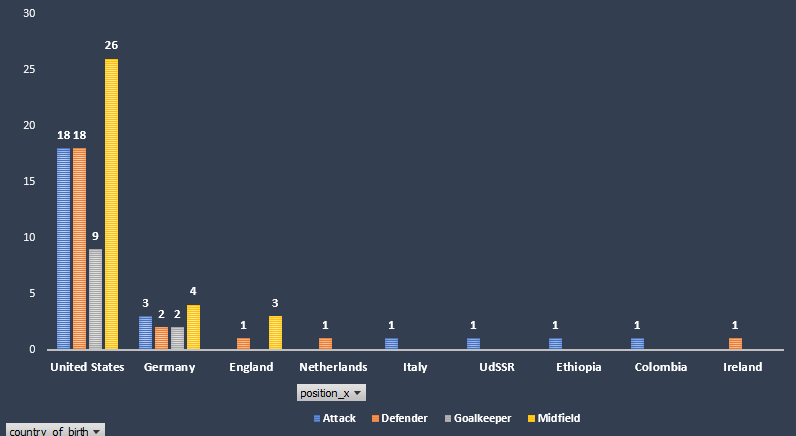 30
25
20
15
10
5
0
18 18 9 26
3 2 2 4
1 3
1
1
1
1
1
1
United States Germany England Netherlands Italy UdSSR Ethiopia Colombia Ireland
position_x
Attack Defender Goalkeeper Midfield
country_of_birth